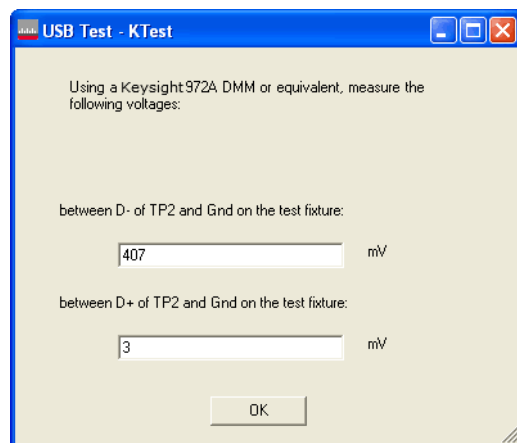 USB Test - KTest
Using a Keysight 972A DMM or equivalent, measure the
following voltages:
between D- of TP2 and Gnd on the test fixture:
407 mV
between D+ of TP2 and Gnd on the test fixture:
3 mV
OK